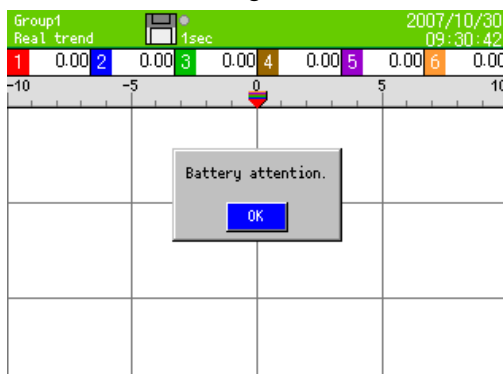 Group1 2007/10/30
Real trend 1sec 09:30:42
1 0.00 2 0.00 3 0.00 4 0.00 5 0.00 6 0.00
-10 -5 0 5 10
Battery attention.
OK